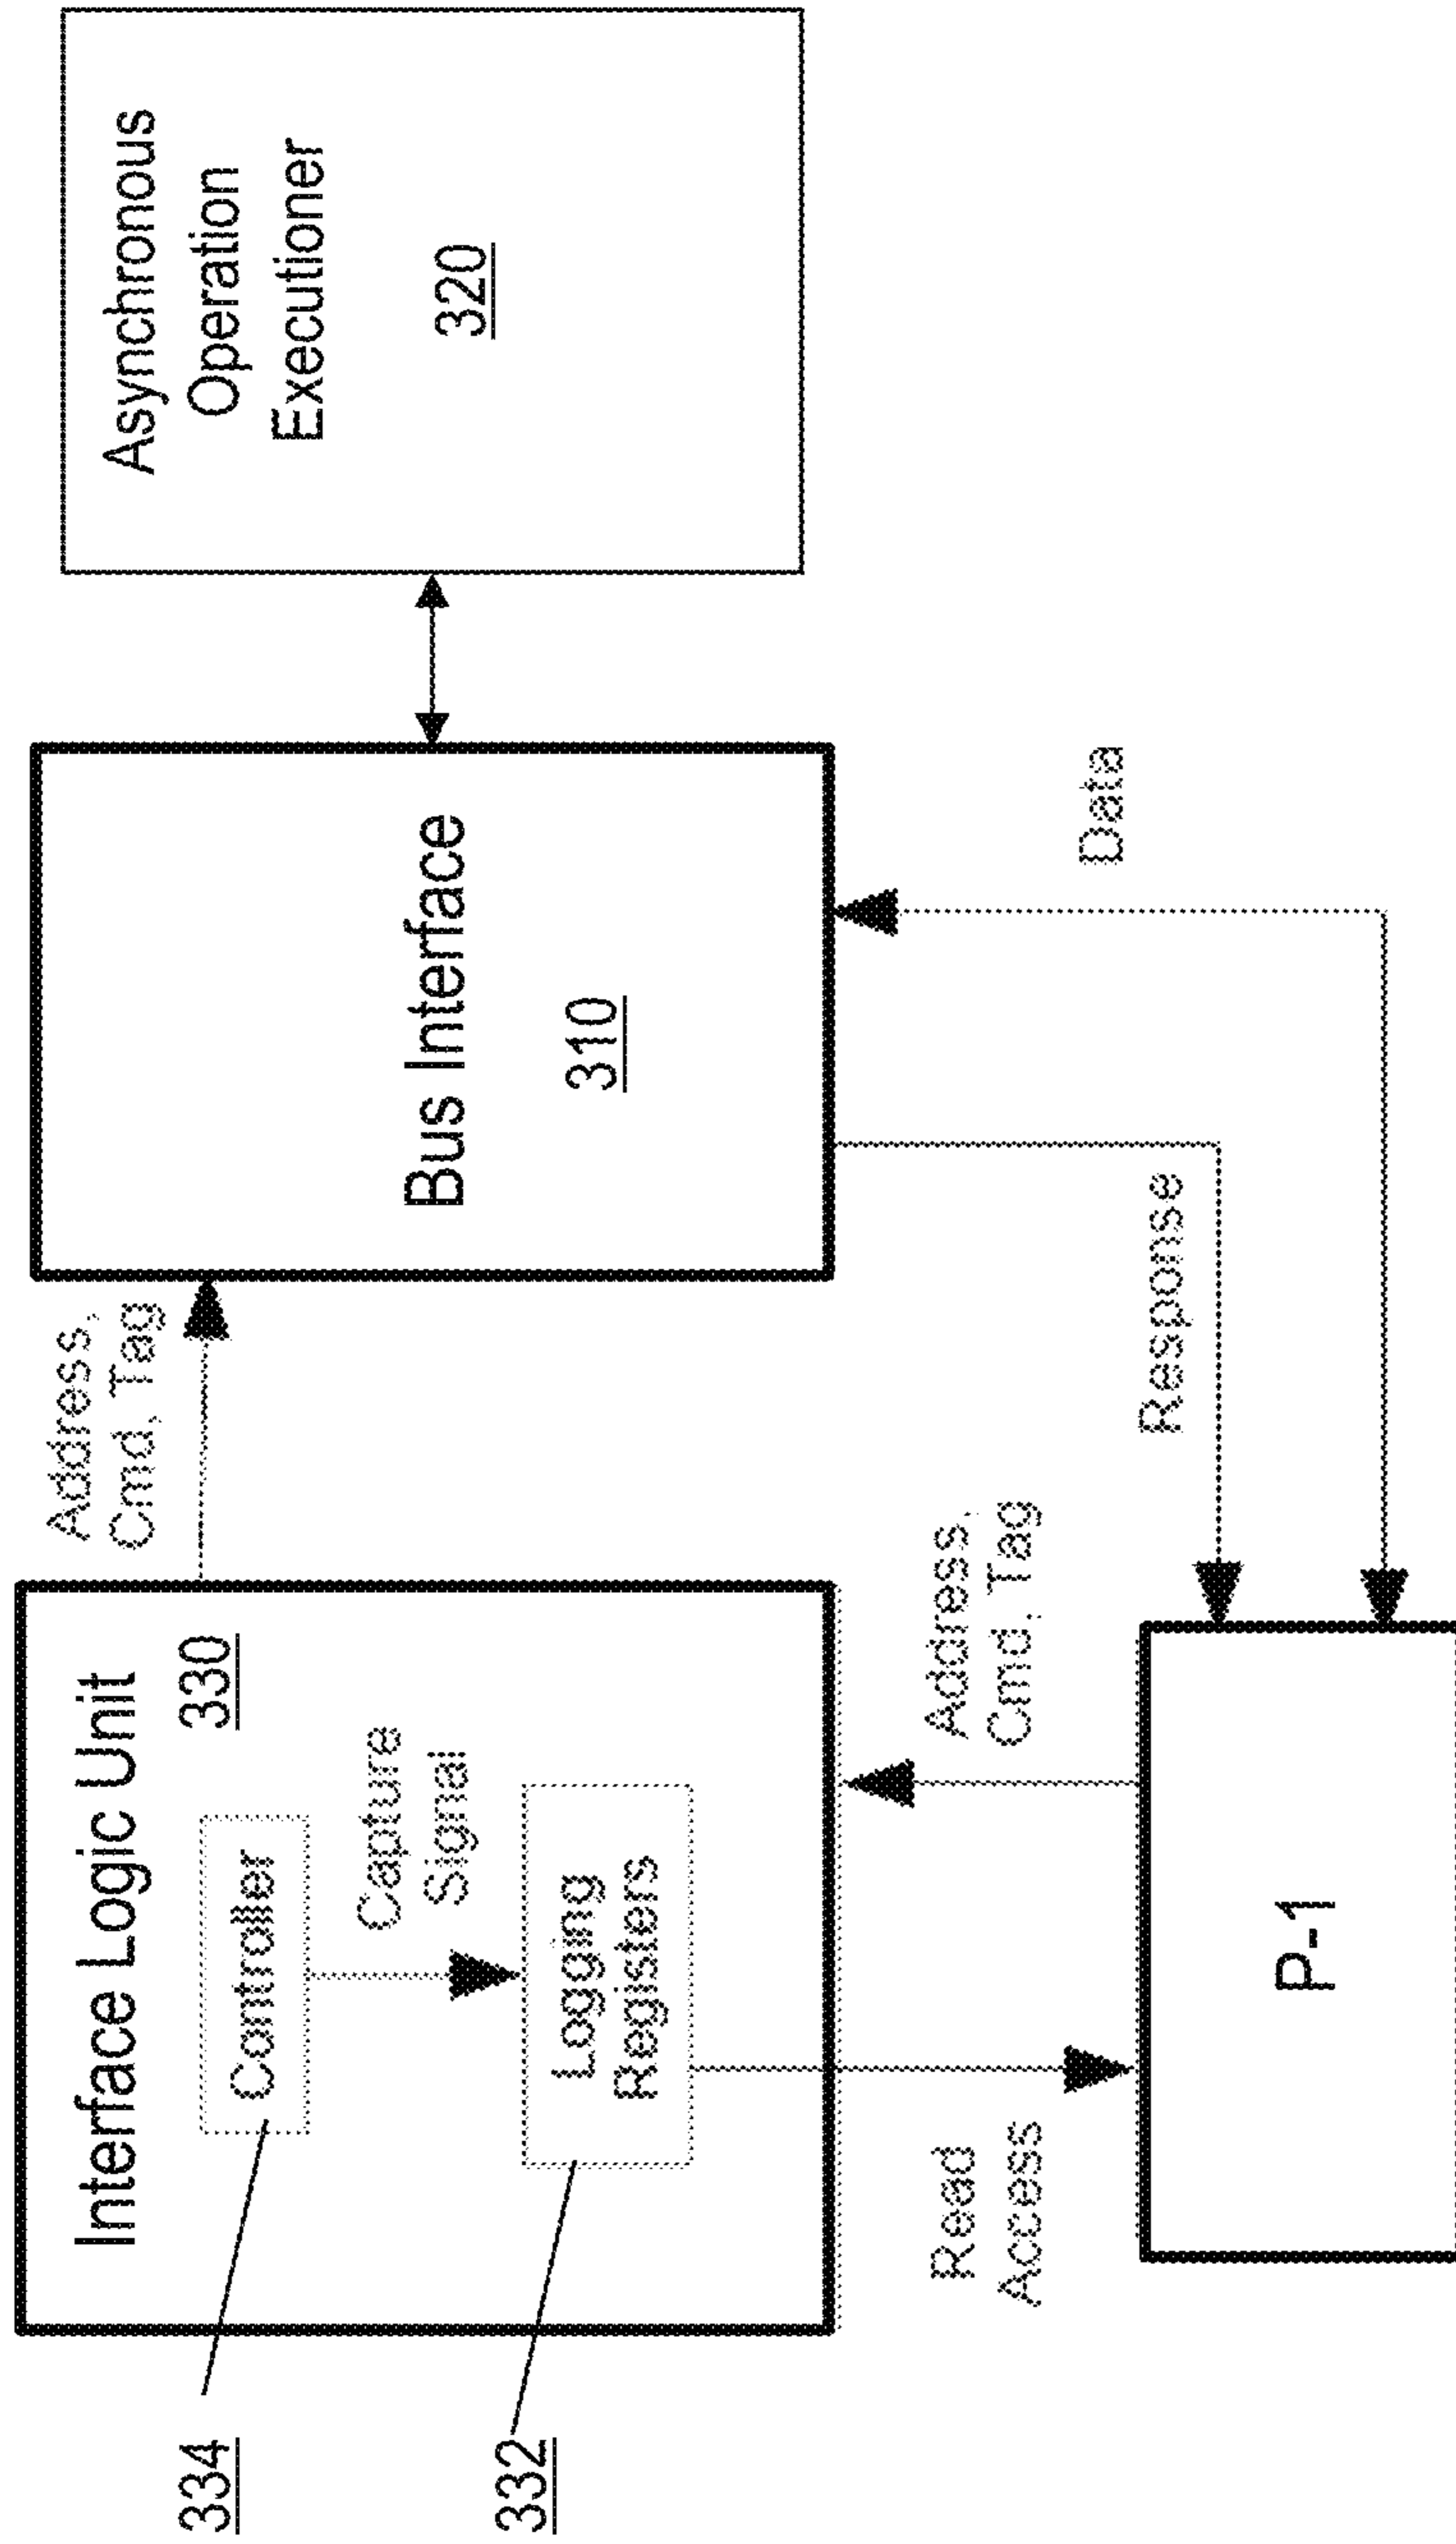 Interface Logic Unit
330
Controller
Capture
Signal
Logging
Registers
334
332
Address,
Cmd, Tag
Bus Interface
310
Asynchronous
Operation
Executioner
320
Read
Access
Address,
Cmd, Tag
Response
Data
P-1